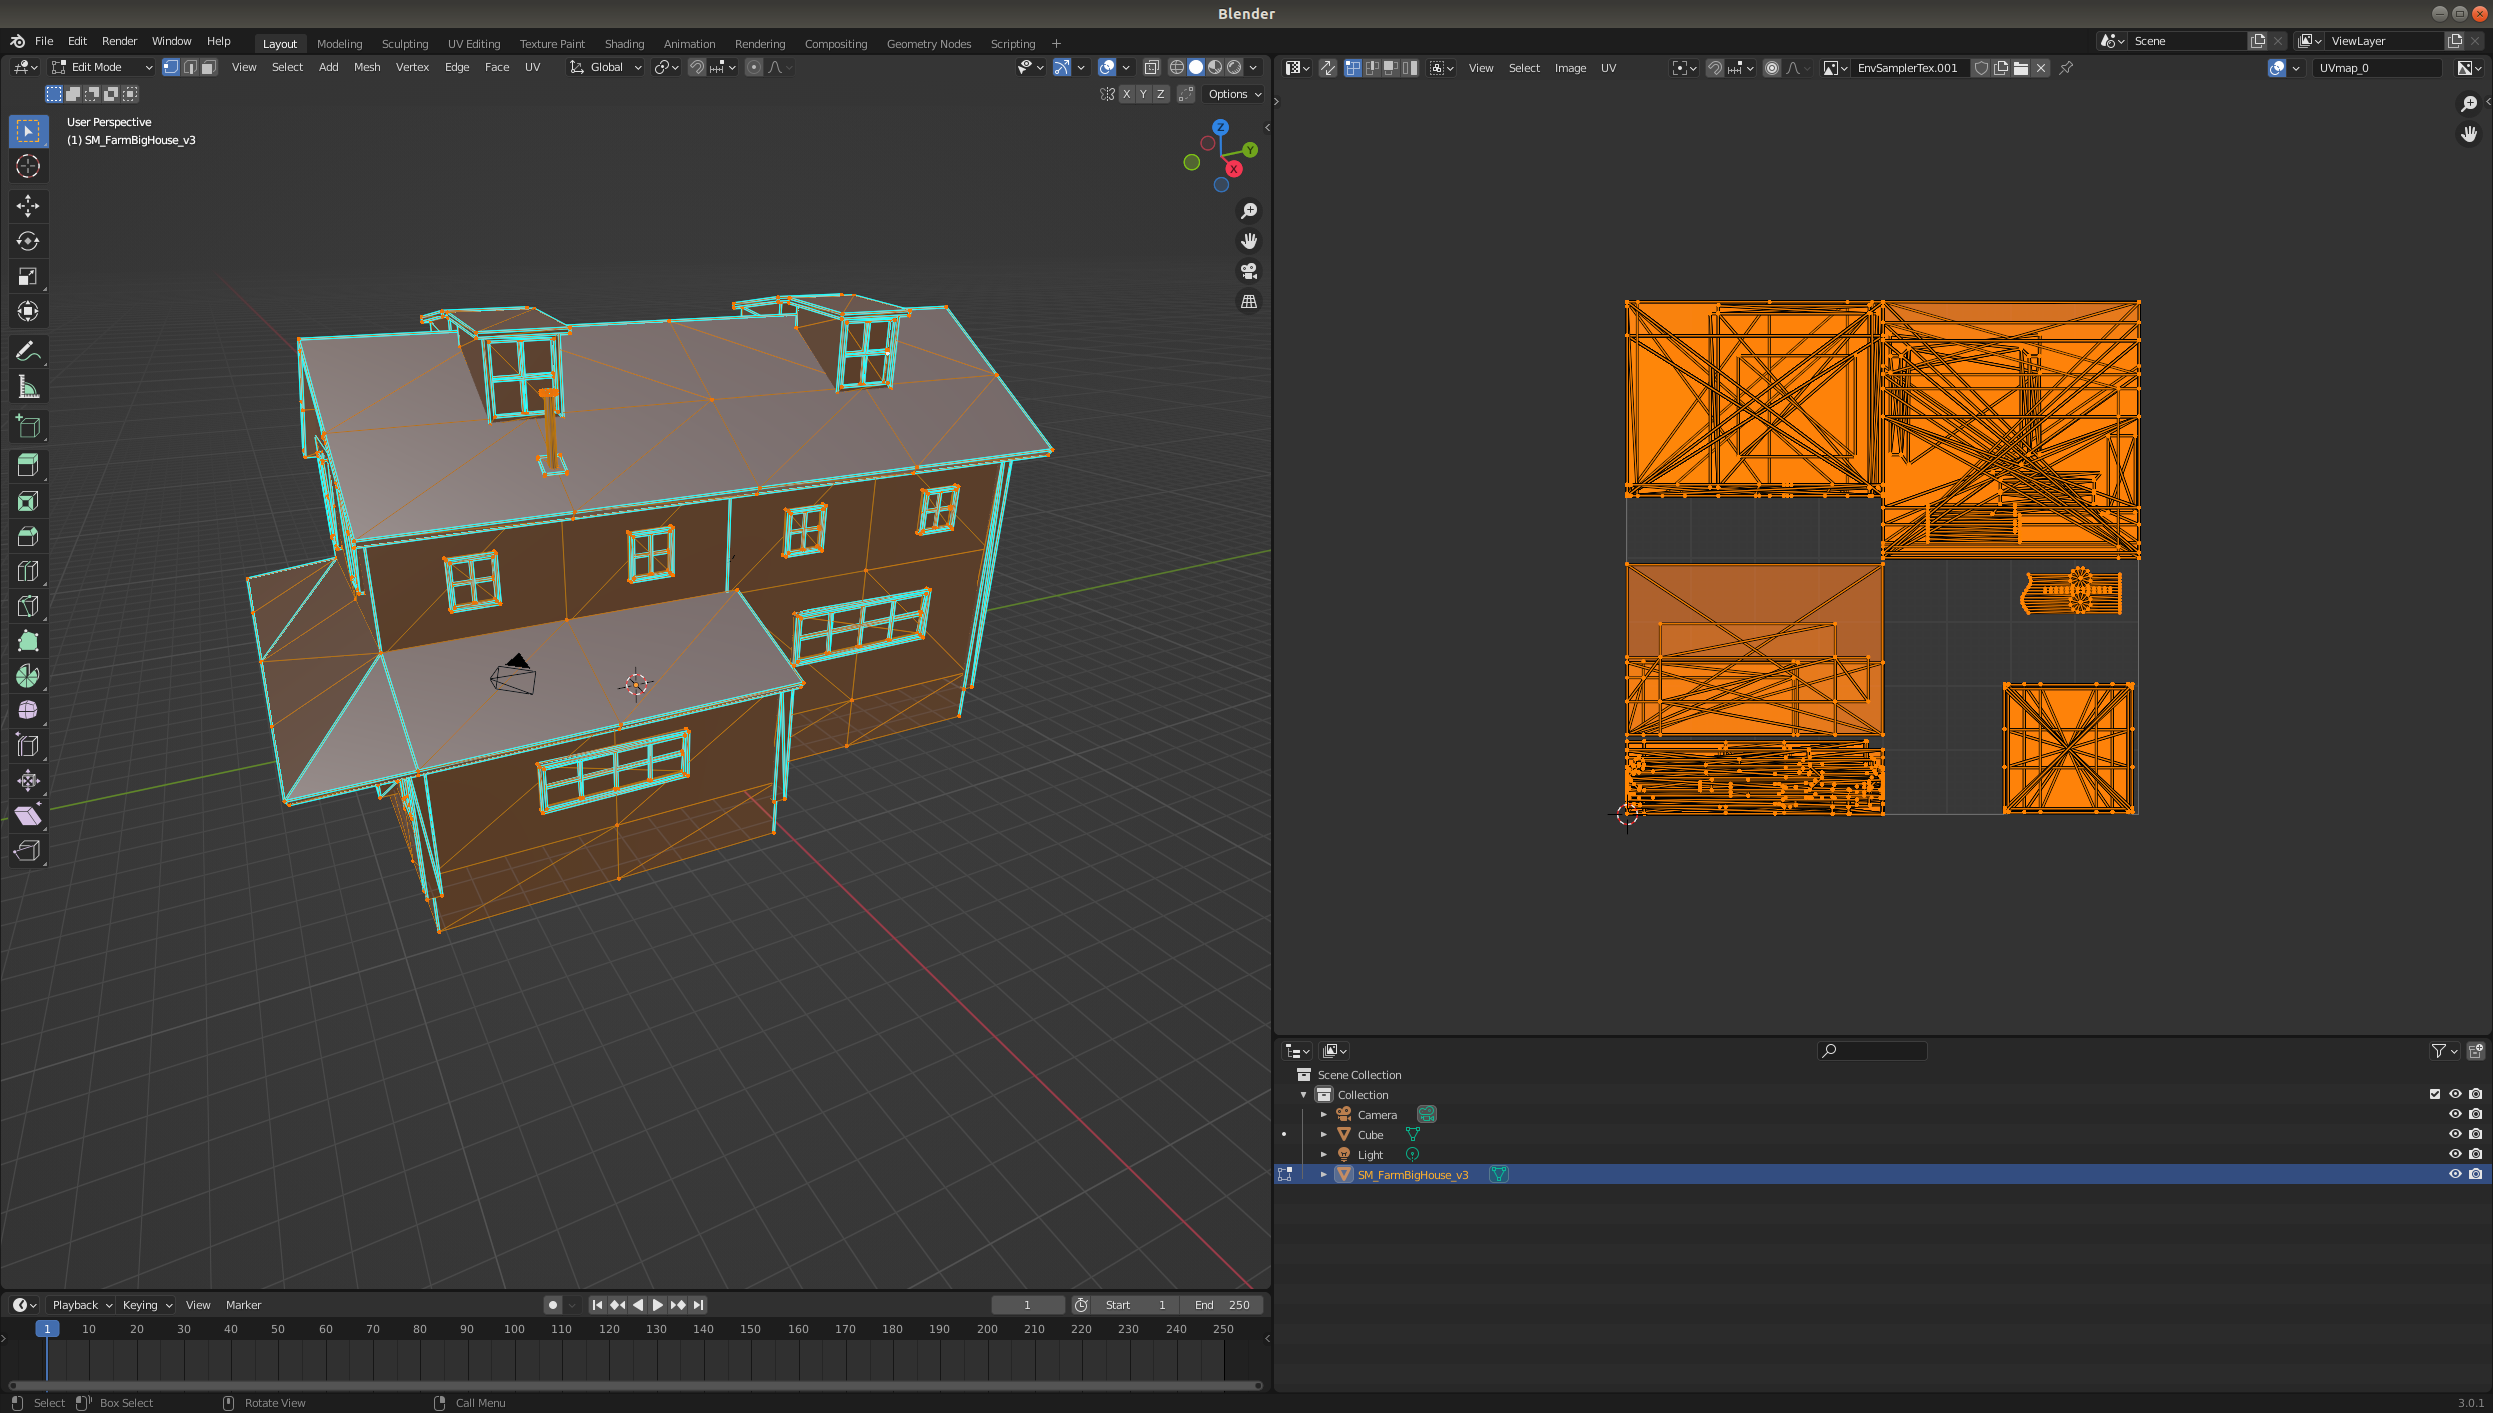 Blender
File Edit Render Window Help Layout Modeling Sculpting UV Editing Texture Paint Shading Animation Rendering Compositing Geometry Nodes Scripting + Scene ViewLayer
Edit Mode View Select Add Mesh Vertex Edge Face UV Global
View Select Image UV EnvSamplerTex.001 UVmap_0
X Y Z Options
User Perspective
(1) SM_FarmBigHouse_v3
Z
Y
X
Scene Collection
Collection
Camera
Cube
Light
SM_FarmBigHouse_v3
Playback Keying View Marker 1 Start 1 End 250
1 10 20 30 40 50 60 70 80 90 100 110 120 130 140 150 160 170 180 190 200 210 220 230 240 250
Select Box Select Rotate View Call Menu 3.0.1